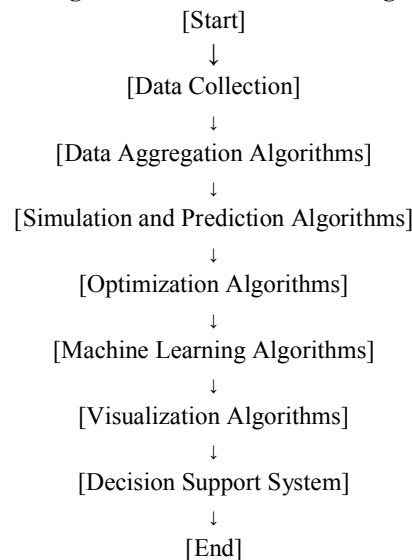 [Start]
↓
[Data Collection]
↓
[Data Aggregation Algorithms]
↓
[Simulation and Prediction Algorithms]
↓
[Optimization Algorithms]
↓
[Machine Learning Algorithms]
↓
[Visualization Algorithms]
↓
[Decision Support System]
↓
[End]